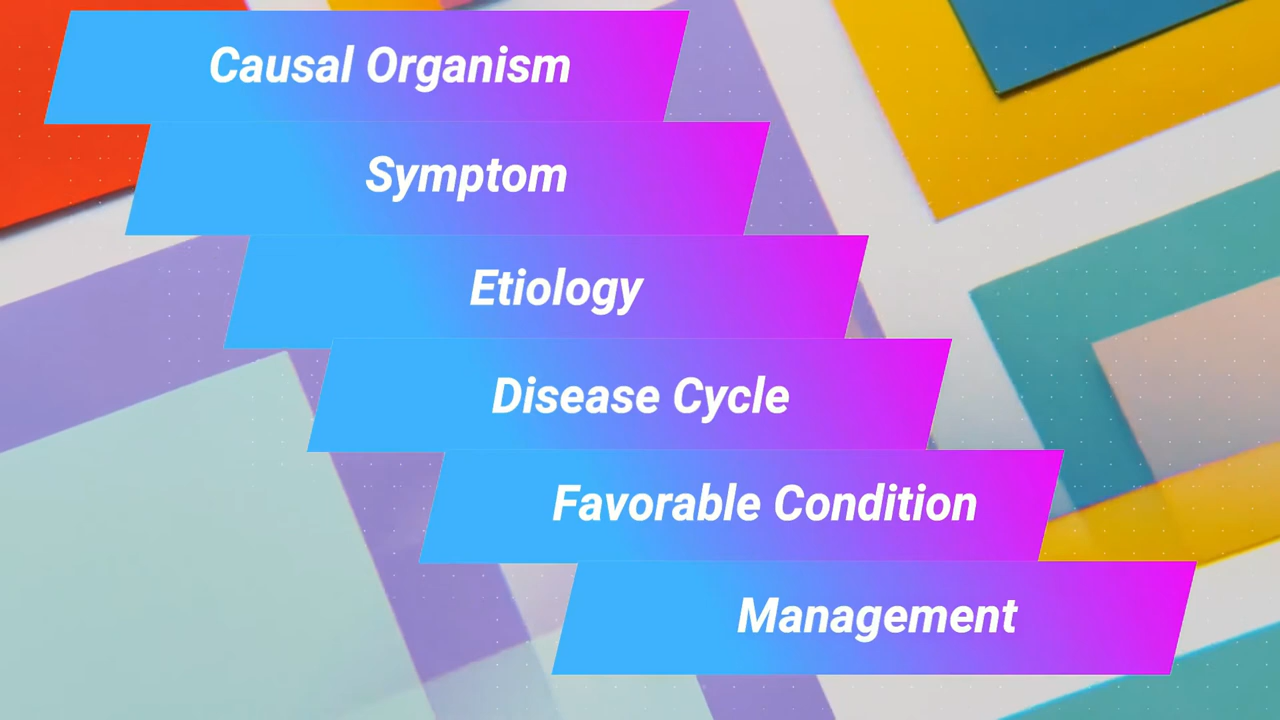 Causal Organism
Symptom
Etiology
Disease Cycle
Favorable Condition
Management